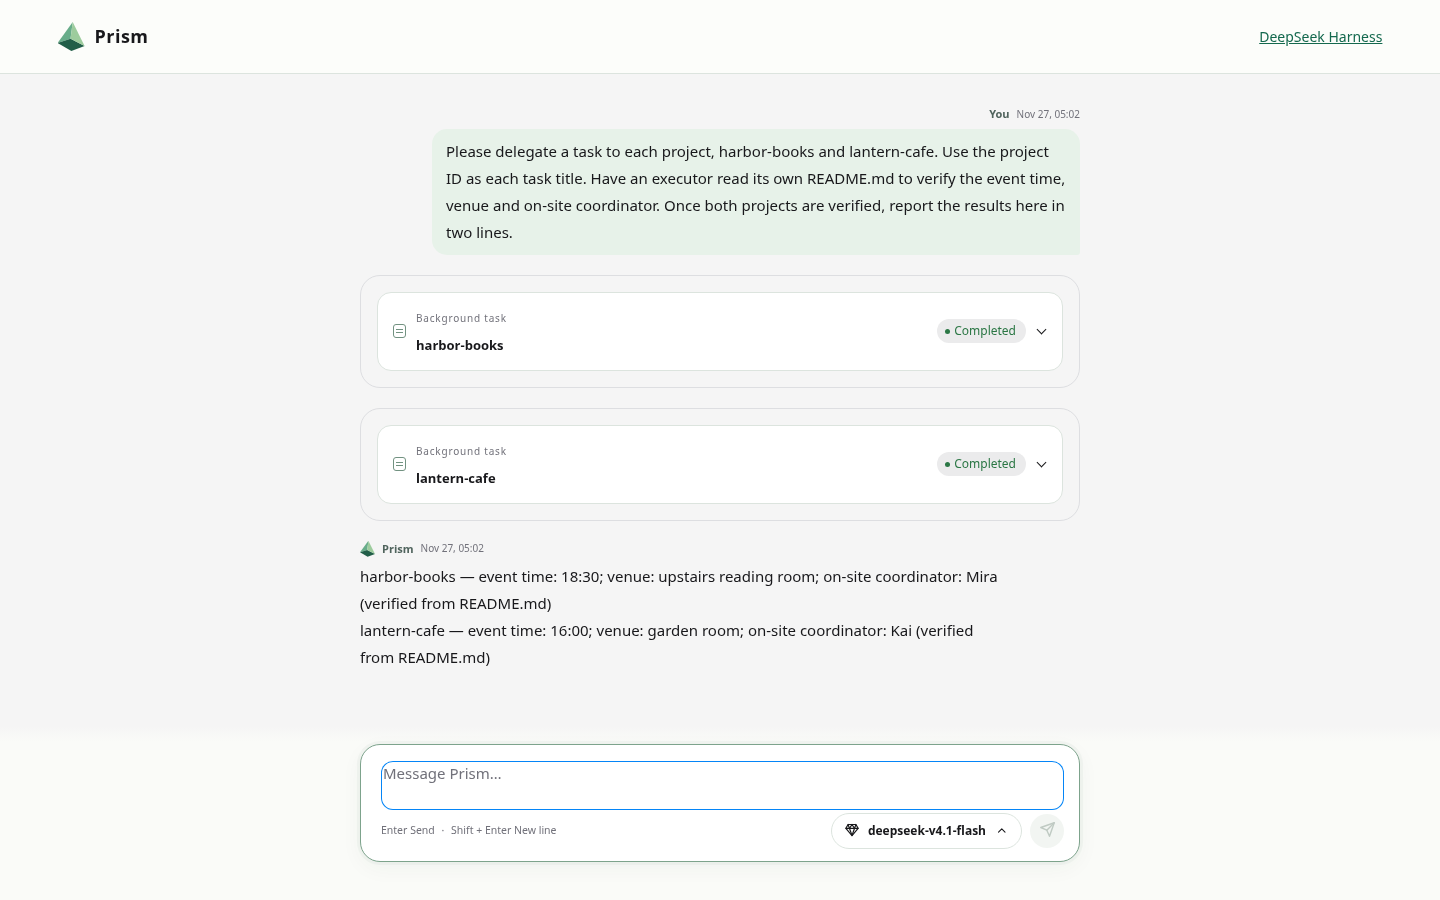 Prism
DeepSeek Harness
You Nov 27, 05:02
Please delegate a task to each project, harbor-books and lantern-cafe. Use the project
ID as each task title. Have an executor read its own README.md to verify the event time,
venue and on-site coordinator. Once both projects are verified, report the results here in
two lines.
Background task
harbor-books
Completed
Background task
lantern-cafe
Completed
Prism Nov 27, 05:02
harbor-books — event time: 18:30; venue: upstairs reading room; on-site coordinator: Mira
(verified from README.md)
lantern-cafe — event time: 16:00; venue: garden room; on-site coordinator: Kai (verified
from README.md)
Message Prism...
Enter Send · Shift + Enter New line
deepseek-v4.1-flash